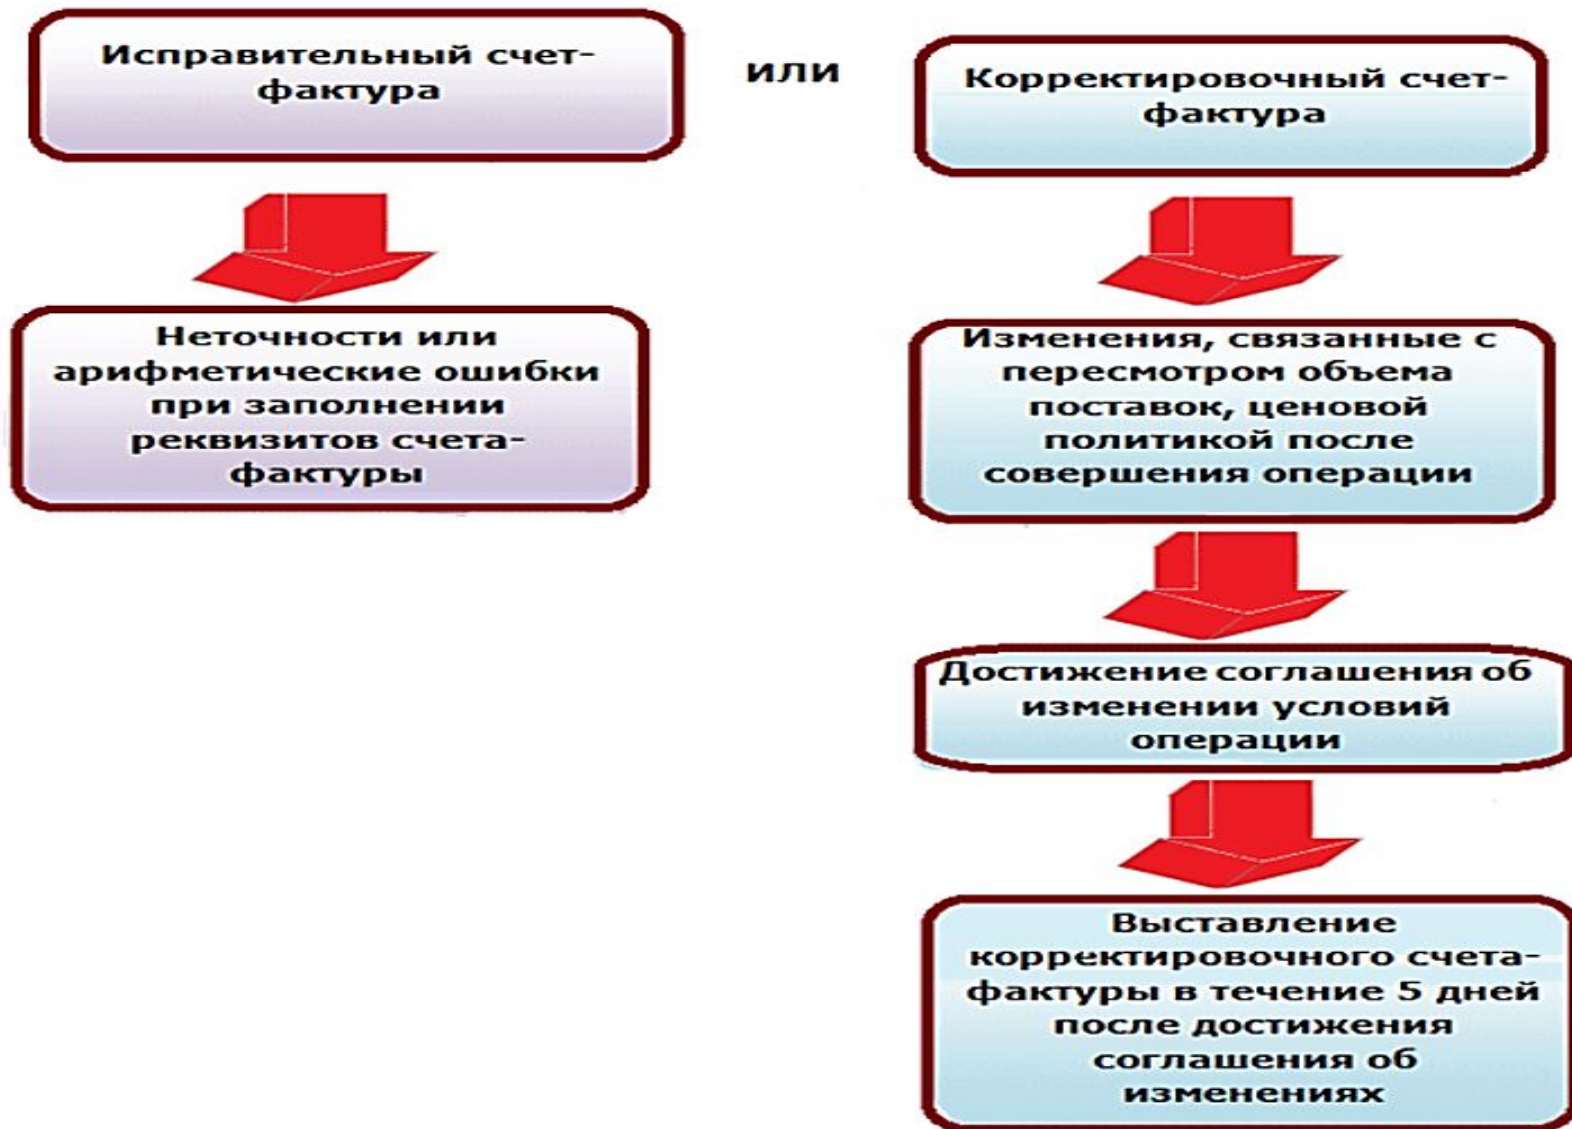 Исправительный счет-
фактура
или
Корректировочный счет-
фактура
Неточности или
арифметические ошибки
при заполнении
реквизитов счета-
фактуры
Изменения, связанные с
пересмотром объема
поставок, ценовой
политикой после
совершения операции
Достижение соглашения об
изменении условий
операции
Выставление
корректировочного счета-
фактуры в течение 5 дней
после достижения
соглашения об
изменениях